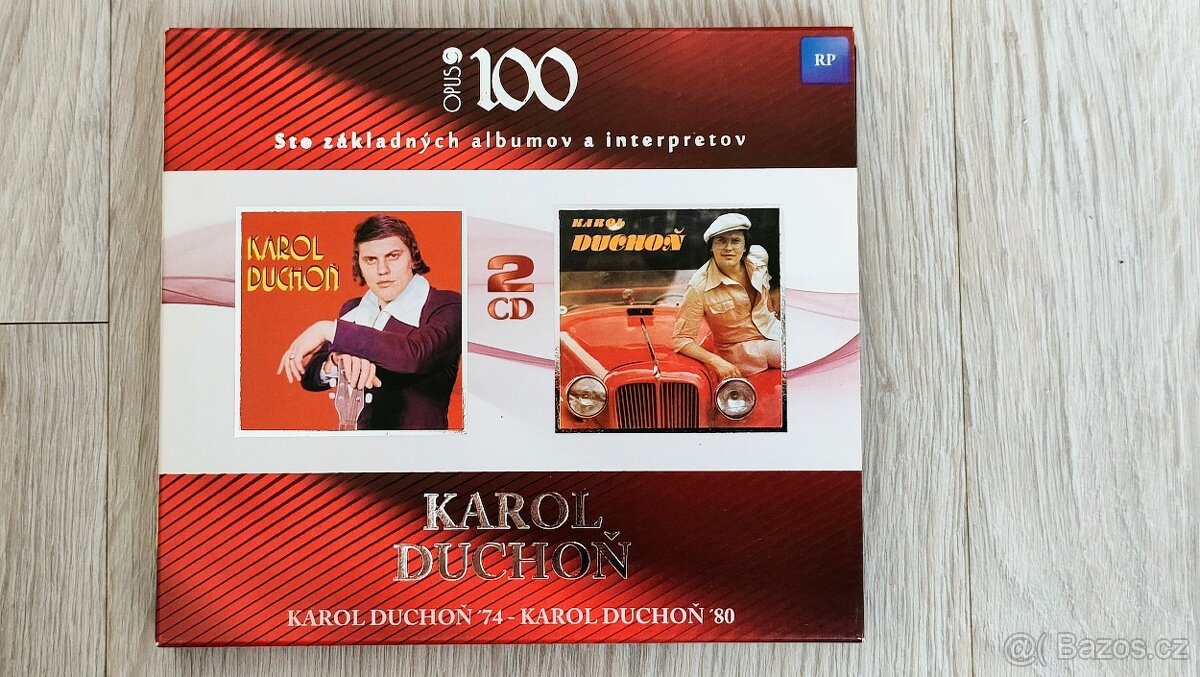 OPUS 100
RP
Sto základných albumov a interpretov
KAROL
DUCHOŇ
2
CD
KAROL
DUCHOŇ
KAROL
DUCHOŇ
KAROL DUCHOŇ ´74 - KAROL DUCHOŇ ´80
@( Bazos.cz